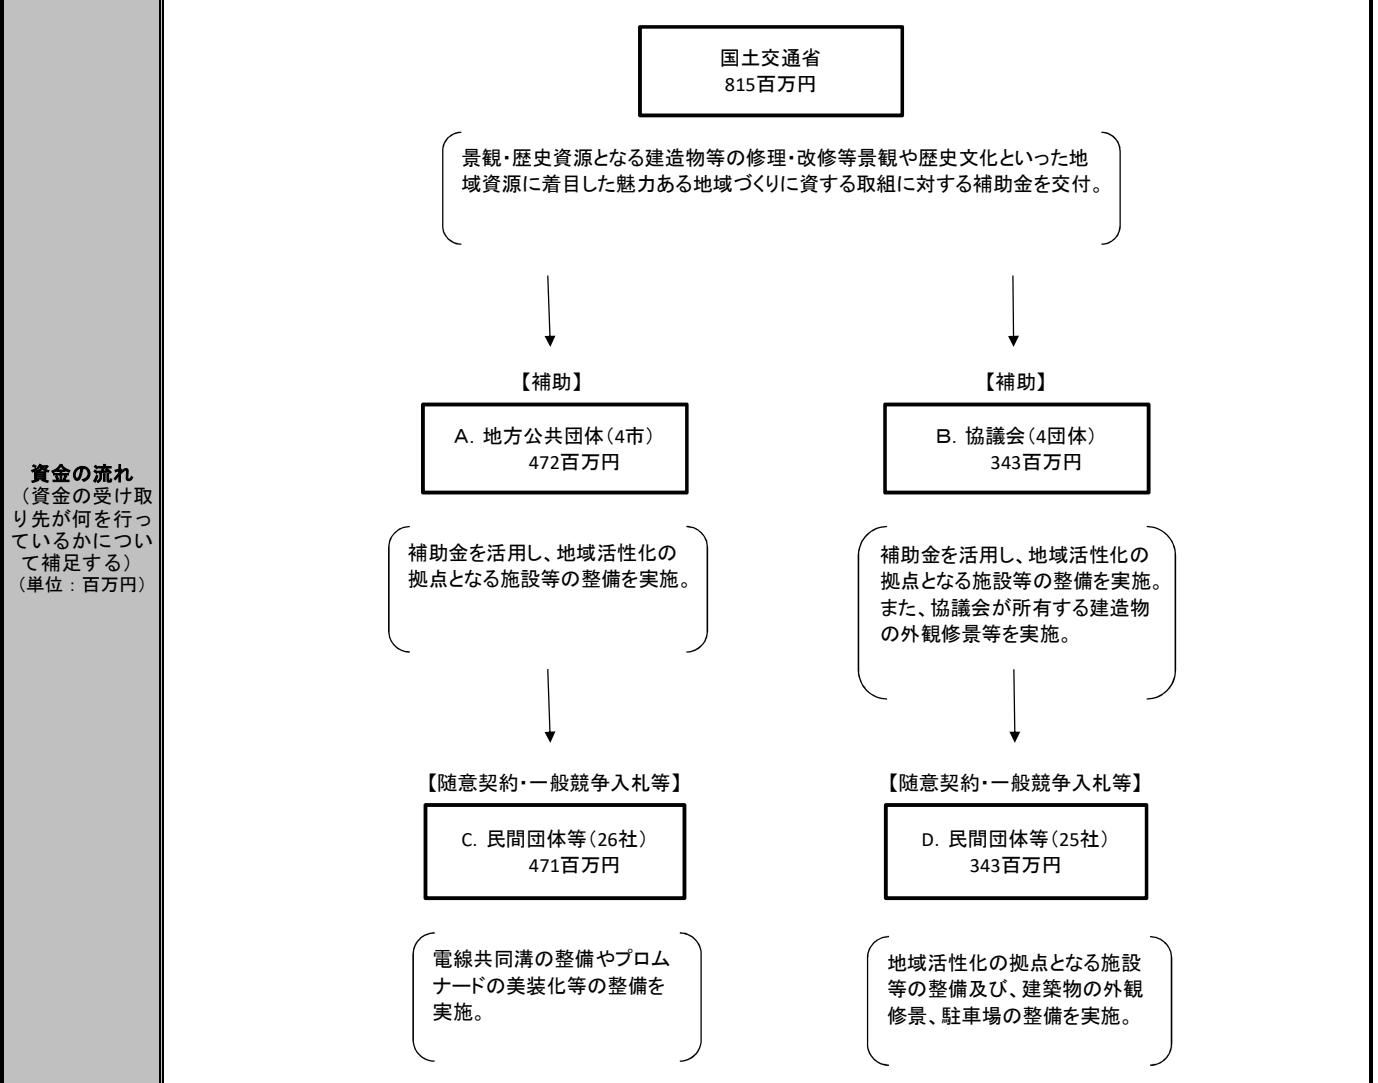 資金の流れ
（資金の受け取
り先が何を行っ
ているかについ
て補足する）
（単位：百万円）
国土交通省
815百万円
景観・歴史資源となる建造物等の修理・改修等景観や歴史文化といった地
域資源に着目した魅力ある地域づくりに資する取組に対する補助金を交付。
【補助】
A．地方公共団体（4市）
472百万円
補助金を活用し、地域活性化の
拠点となる施設等の整備を実施。
【随意契約・一般競争入札等】
C．民間団体等（26社）
471百万円
電線共同溝の整備やプロム
ナードの美装化等の整備を
実施。
【補助】
B．協議会（4団体）
343百万円
補助金を活用し、地域活性化の
拠点となる施設等の整備を実施。
また、協議会が所有する建造物
の外観修景等を実施。
【随意契約・一般競争入札等】
D．民間団体等（25社）
343百万円
地域活性化の拠点となる施設
等の整備及び、建築物の外観
修景、駐車場の整備を実施。